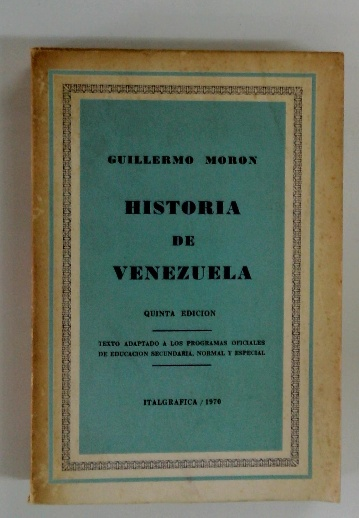 GUILLERMO MORON
HISTORIA
DE
VENEZUELA
QUINTA EDICION
TEXTO ADAPTADO A LOS PROGRAMAS OFICIALES
DE EDUCACION SECUNDARIA, NORMAL Y ESPECIAL
ITALGRAFICA / 1970